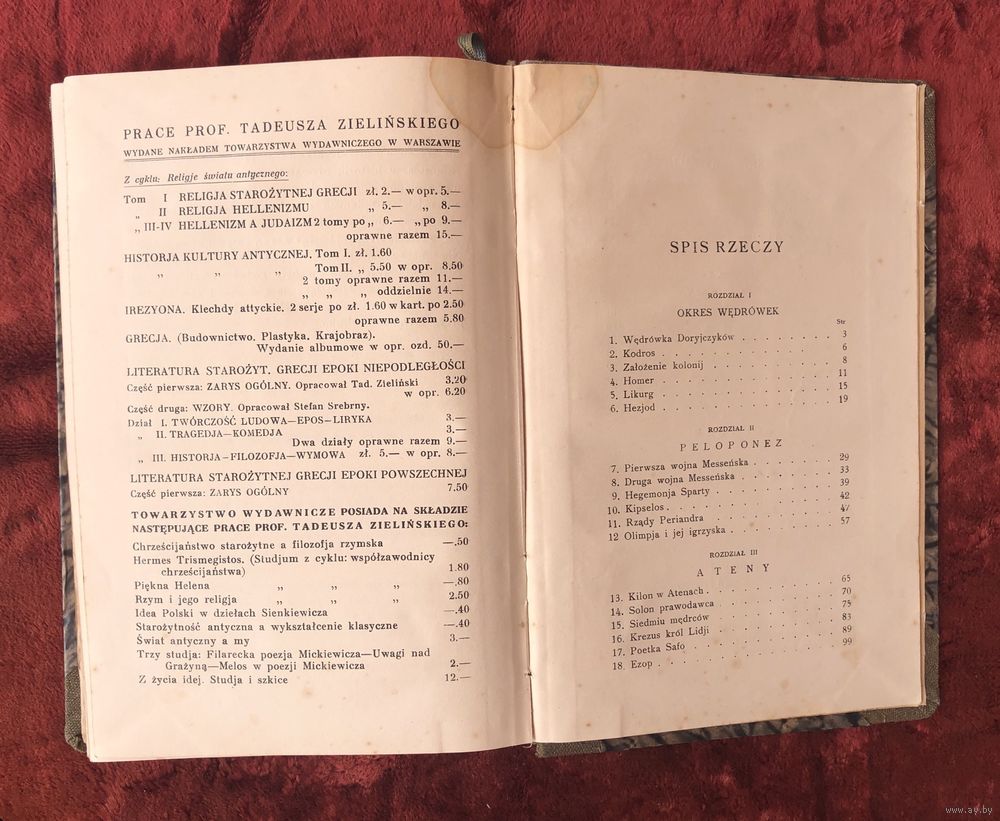 PRACE PROF. TADEUSZA ZIELIŃSKIEGO
WYDANE NAKŁADEM TOWARZYSTWA WYDAWNICZEGO W WARSZAWIE
Z cyklu: Religje świata antycznego:
Tom I RELIGJA STAROŻYTNEJ GRECJI zł. 2.— w opr. 5.—
„ II RELIGJA HELLENIZMU „ 5.— „ 8.—
„ III-IV HELLENIZM A JUDAIZM 2 tomy po „ 6.— „ po 9.—
oprawne razem 15.—
HISTORJA KULTURY ANTYCZNEJ. Tom I. zł. 1.60
„ „ „ Tom II. „ 5.50 w opr. 8.50
2 tomy oprawne razem 11.—
„ „ „ oddzielnie 14.—
IREZYONA. Klechdy attyckie. 2 serje po zł. 1.60 w kart. po 2.50
oprawne razem 5.80
GRECJA. (Budownictwo. Plastyka. Krajobraz).
Wydanie albumowe w opr. ozd. 50.—
LITERATURA STAROŻYT. GRECJI EPOKI NIEPODLEGŁOŚCI
Część pierwsza: ZARYS OGÓLNY. Opracował Tad. Zieliński 3.20
w opr. 6.20
Część druga: WZORY. Opracował Stefan Srebrny.
Dział I. TWÓRCZOŚĆ LUDOWA—EPOS—LIRYKA 3.—
„ II. TRAGEDJA—KOMEDJA 3.—
Dwa działy oprawne razem 9.—
„ III. HISTORJA—FILOZOFJA—WYMOWA zł. 5.— w opr. 8.—
LITERATURA STAROŻYTNEJ GRECJI EPOKI POWSZECHNEJ
Część pierwsza: ZARYS OGÓLNY 7.50
TOWARZYSTWO WYDAWNICZE POSIADA NA SKŁADZIE
NASTĘPUJĄCE PRACE PROF. TADEUSZA ZIELIŃSKIEGO:
Chrześcijaństwo starożytne a filozofja rzymska —.50
Hermes Trismegistos. (Studjum z cyklu: współzawodnicy
chrześcijaństwa) 1.80
Piękna Helena „ „ „ —.80
Rzym i jego religja „ „ „ 2.50
Idea Polski w dziełach Sienkiewicza —.40
Starożytność antyczna a wykształcenie klasyczne —.40
Świat antyczny a my 3.—
Trzy studja: Filarecka poezja Mickiewicza—Uwagi nad
Grażyną—Melos w poezji Mickiewicza 2.—
Z życia idej. Studja i szkice 12.—
SPIS RZECZY
ROZDZIAŁ I
OKRES WĘDRÓWEK
Str
1. Wędrówka Doryjczyków . . . . . . . . 3
2. Kodros . . . . . . . . . . . . . 6
3. Założenie kolonij . . . . . . . . . . 8
4. Homer . . . . . . . . . . . . . 11
5. Likurg . . . . . . . . . . . . . 15
6. Hezjod . . . . . . . . . . . . . 19
ROZDZIAŁ II
PELOPONEZ
7. Pierwsza wojna Messeńska . . . . . . . 29
8. Druga wojna Messeńska . . . . . . . . 33
9. Hegemonja Sparty . . . . . . . . . . 39
10. Kipselos . . . . . . . . . . . . . 42
11. Rządy Periandra . . . . . . . . . . 47
12 Olimpja i jej igrzyska . . . . . . . . . 57
ROZDZIAŁ III
ATENY
13. Kilon w Atenach . . . . . . . . . . 65
14. Solon prawodawca . . . . . . . . . . 70
15. Siedmiu mędrców . . . . . . . . . . 75
16. Krezus król Lidji . . . . . . . . . . 83
17. Poetka Safo . . . . . . . . . . . . 89
18. Ezop . . . . . . . . . . . . . . 99
www.ay.by